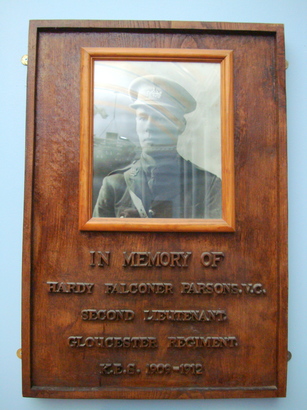 IN MEMORY OF
HARDY FALCONER PARSONS. V.C.
SECOND LIEUTENANT.
GLOUCESTER REGIMENT.
K.E.S. 1909-1912